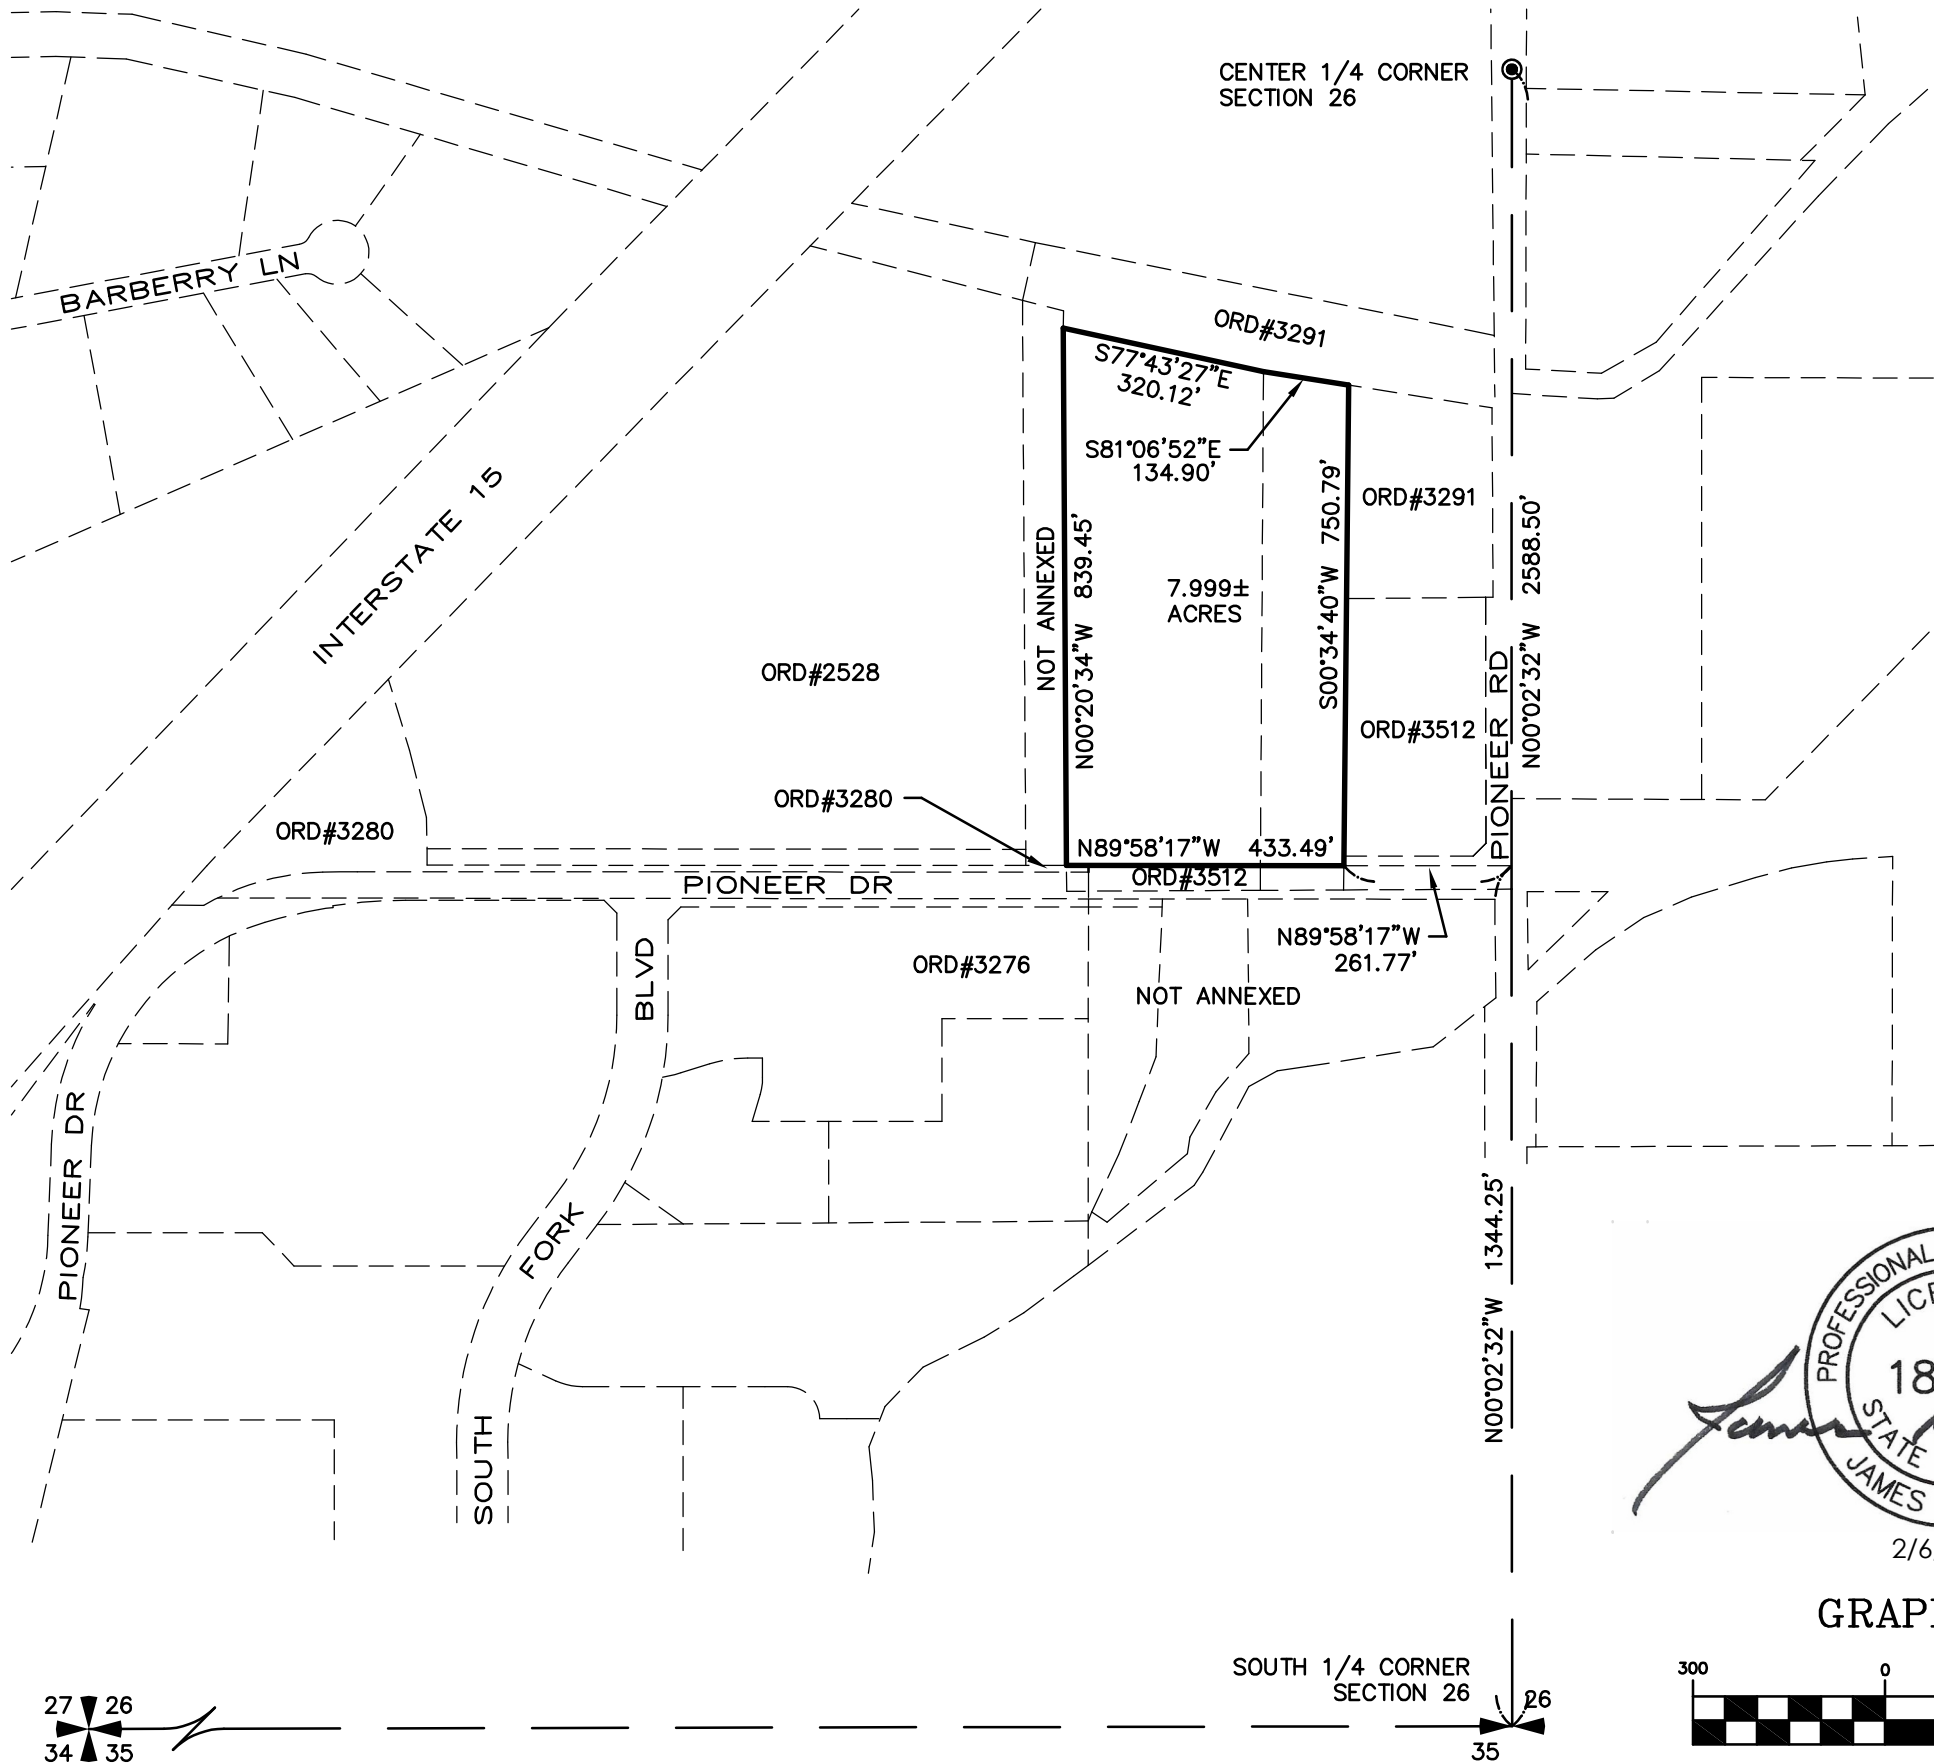 CENTER 1/4 CORNER
SECTION 26
BARBERRY LN
ORD#3291
S77°43'27"E
320.12'
S81°06'52"E
134.90'
INTERSTATE 15
NOT ANNEXED
N00°20'34"W 839.45'
7.999±
ACRES
S00°34'40"W 750.79'
ORD#3291
N00°02'32"W 2588.50'
ORD#2528
ORD#3512
PIONEER RD
ORD#3280
ORD#3280
N89°58'17"W 433.49'
PIONEER DR
ORD#3512
N89°58'17"W
261.77'
ORD#3276
NOT ANNEXED
BLVD
PIONEER DR
FORK
SOUTH
N00°02'32"W 1344.25'
PROFESSIONAL
18
STATE
JAMES
2/6
SOUTH 1/4 CORNER
SECTION 26
300 0
27 26
34 35
26
35